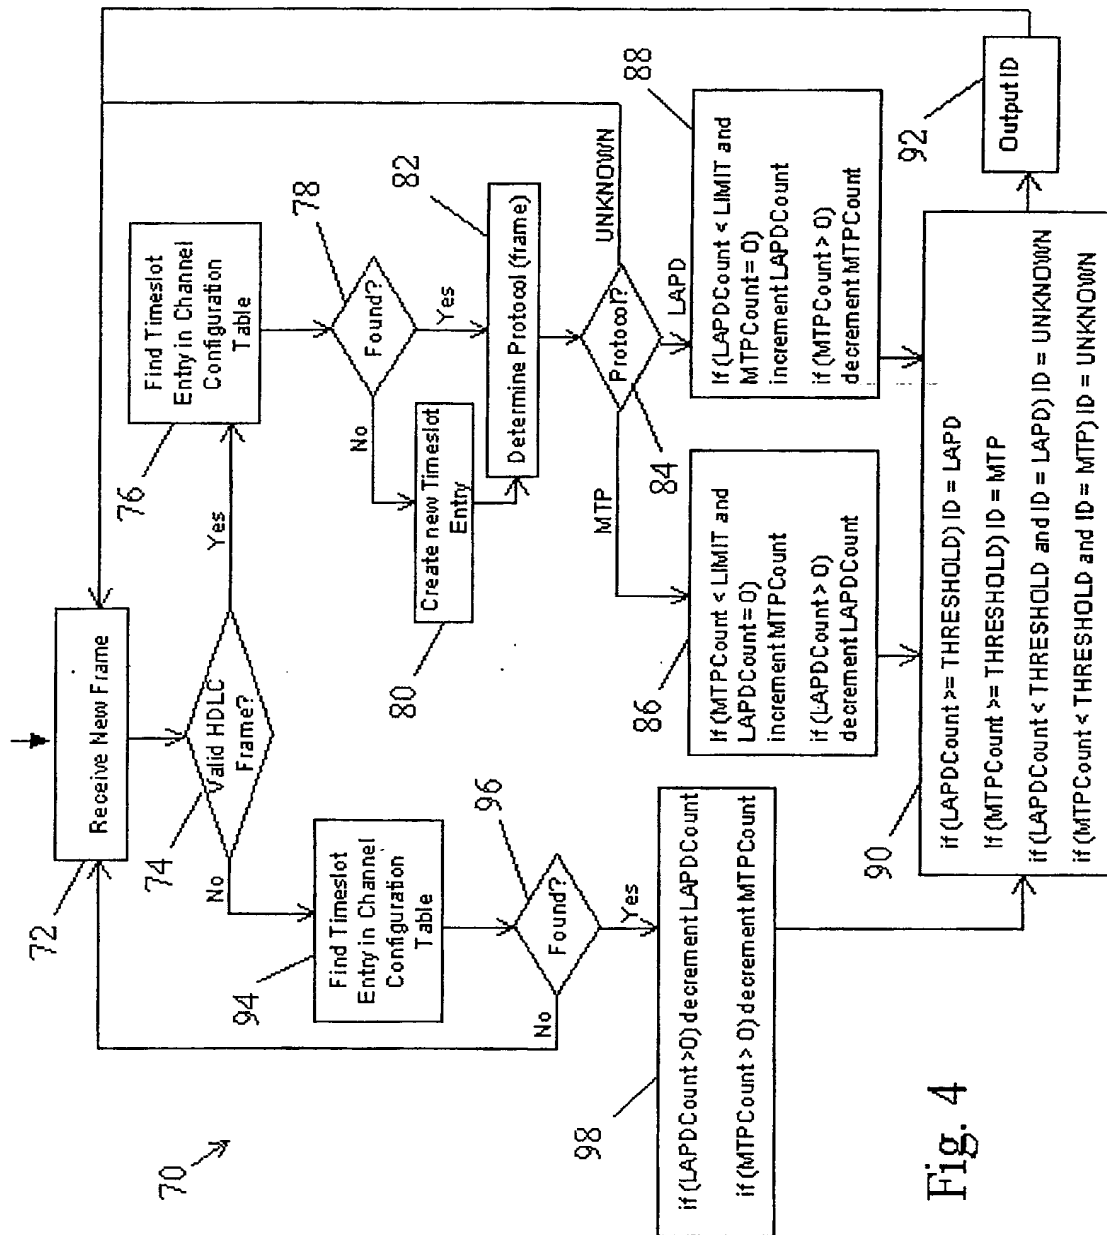 70
72
Receive New Frame
74
Valid HDLC
Frame?
Yes
No
76
Find Timeslot
Entry in Channel
Configuration
Table
78
Found?
No
Yes
80
Create new Timeslot
Entry
82
Determine Protocol (frame)
84
Protocol?
UNKNOWN
MTP
LAPD
86
If (MTPCount < LIMIT and
LAPDCount = 0)
increment MTPCount
if (LAPDCount > 0)
decrement LAPDCount
88
If (LAPDCount < LIMIT and
MTPCount = 0)
increment LAPDCount
if (MTPCount > 0)
decrement MTPCount
94
Find Timeslot
Entry in Channel
Configuration
Table
96
Found?
No
Yes
98
if (LAPDCount >0) decrement LAPDCount
if (MTPCount > 0) decrement MTPCount
90
if (LAPDCount >= THRESHOLD) ID = LAPD
If (MTPCount >= THRESHOLD) ID = MTP
if (LAPDCount < THRESHOLD and ID = LAPD) ID = UNKNOWN
if (MTPCount < THRESHOLD and ID = MTP) ID = UNKNOWN
92
Output ID
Fig. 4